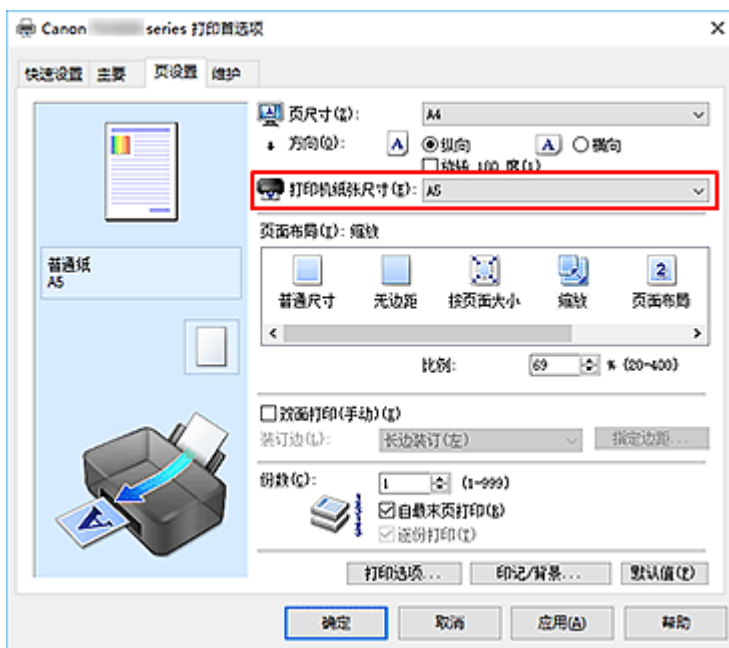 Canon series 打印首选项
快速设置 主要 页设置 维护
页尺寸(Z): A4
方向(O): A 纵向 A 横向
打印机纸张尺寸(E): A5
页面布局(I): 缩放
普通纸
A5
普通尺寸 无边距 按页面大小 缩放 2 页面布局
比例: 69 % (20-400)
双面打印(手动)(X)
装订边(L): 长边装订(左) 指定边距...
份数(C): 1 (1-999)
自最末页打印(B)
逐份打印(T)
打印选项... 印记/背景... 默认值(P)
确定 取消 应用(A) 帮助